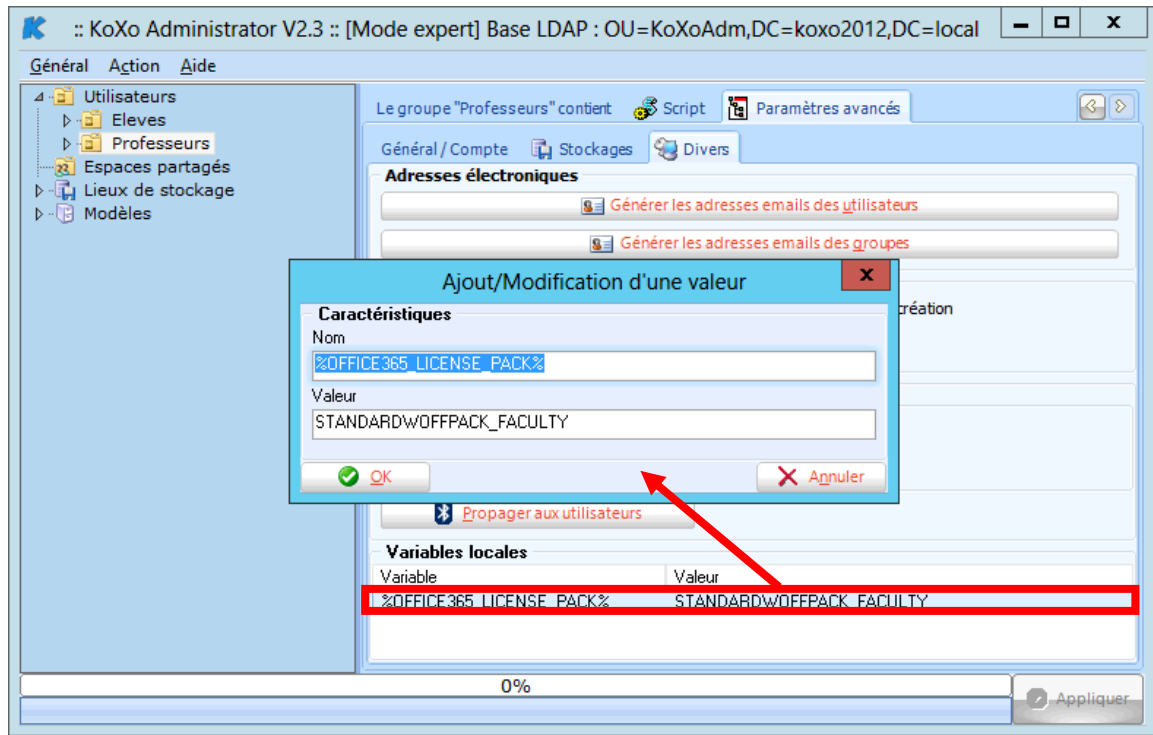 :: KoXo Administrator V2.3 :: [Mode expert] Base LDAP : OU=KoXoAdm,DC=koxo2012,DC=local
Général Action Aide
Utilisateurs
Eleves
Professeurs
Espaces partagés
Lieux de stockage
Modèles
Le groupe "Professeurs" contient Script Paramètres avancés
Général / Compte Stockages Divers
Adresses électroniques
Générer les adresses emails des utilisateurs
Générer les adresses emails des groupes
création
Ajout/Modification d'une valeur
Caractéristiques
Nom
%OFFICE365_LICENSE_PACK%
Valeur
STANDARDWOFFPACK_FACULTY
OK Annuler
Propager aux utilisateurs
Variables locales
Variable Valeur
%OFFICE365_LICENSE_PACK% STANDARDWOFFPACK_FACULTY
0%
Appliquer